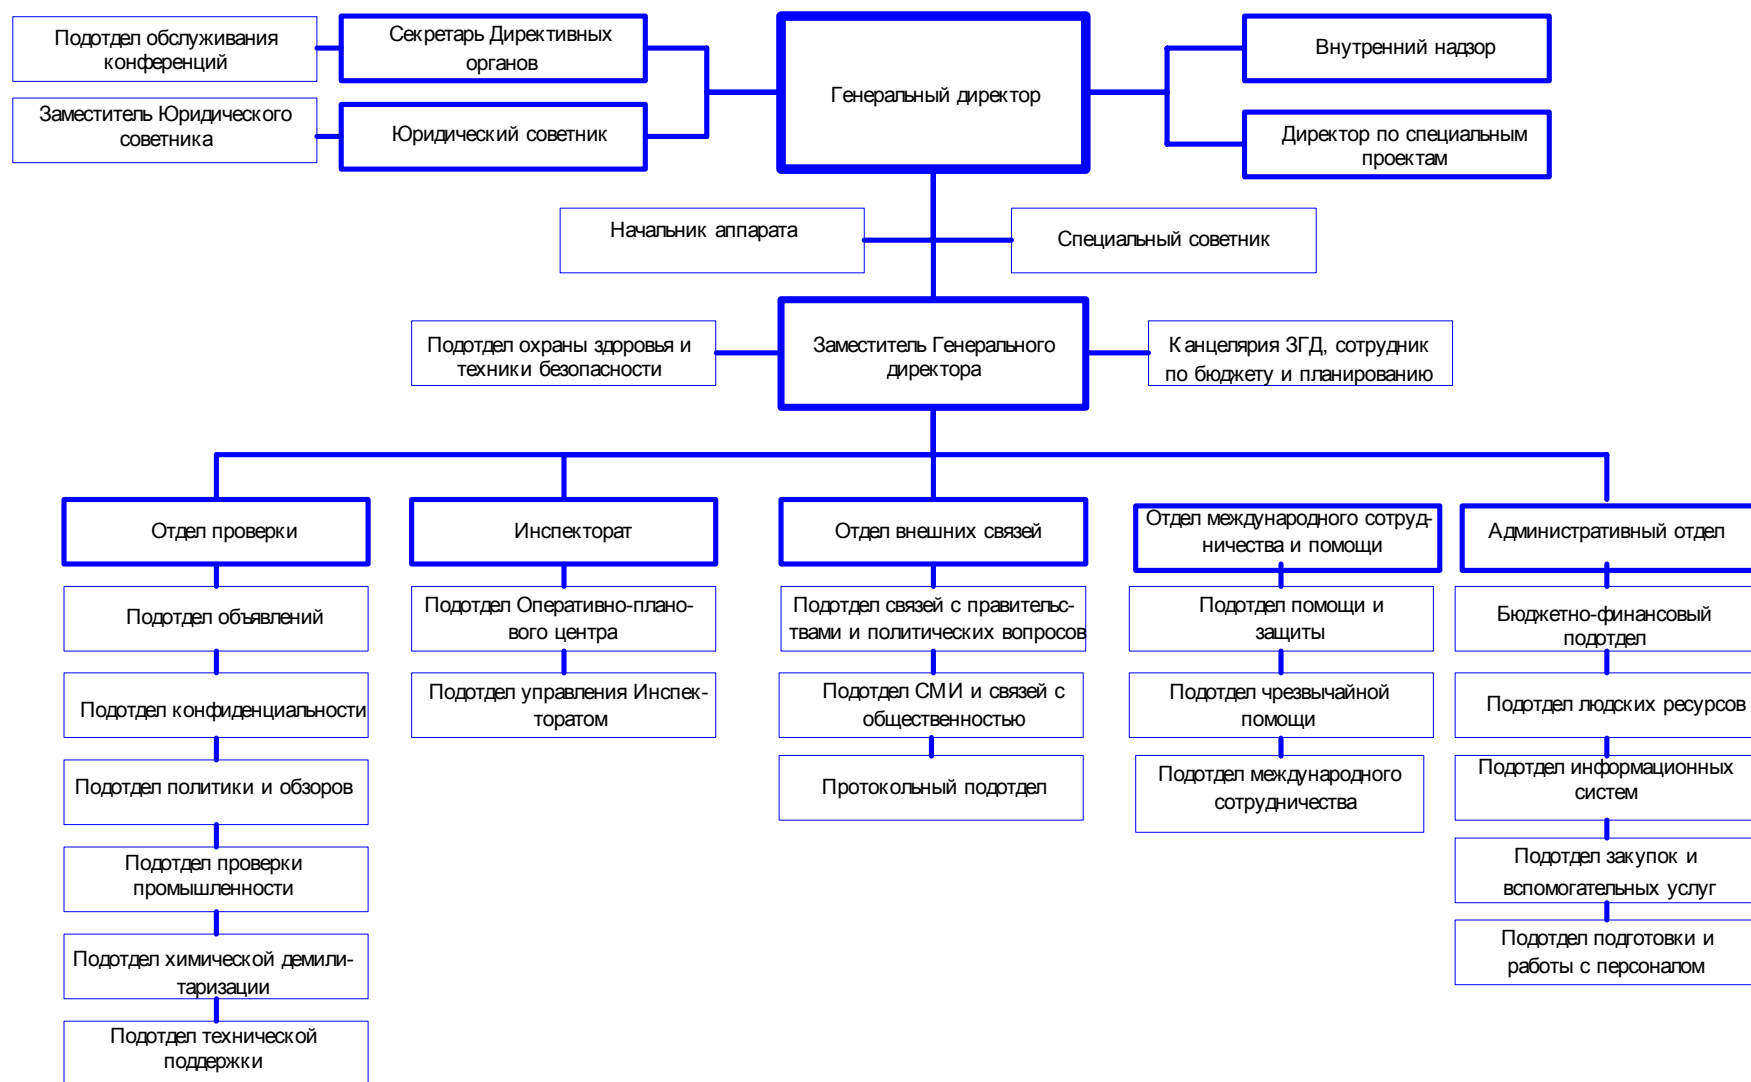 Подотдел обслуживания
конференций
Секретарь Директивных
органов
Генеральный директор
Внутренний надзор
Заместитель Юридического
советника
Юридический советник
Директор по специальным
проектам
Начальник аппарата
Специальный советник
Подотдел охраны здоровья и
техники безопасности
Заместитель Генерального
директора
Канцелярия ЗГД, сотрудник
по бюджету и планированию
Отдел проверки
Инспекторат
Отдел внешних связей
Отдел международного сотруд-
ничества и помощи
Административный отдел
Подотдел объявлений
Подотдел Оперативно-плано-
вого центра
Подотдел связей с правительс-
твами и политических вопросов
Подотдел помощи и
защиты
Бюджетно-финансовый
подотдел
Подотдел конфиденциальности
Подотдел управления Инспек-
торатом
Подотдел СМИ и связей с
общественностью
Подотдел чрезвычайной
помощи
Подотдел людских ресурсов
Подотдел политики и обзоров
Протокольный подотдел
Подотдел международного
сотрудничества
Подотдел информационных
систем
Подотдел проверки
промышленности
Подотдел закупок и
вспомогательных услуг
Подотдел химической демили-
таризации
Подотдел подготовки и
работы с персоналом
Подотдел технической
поддержки